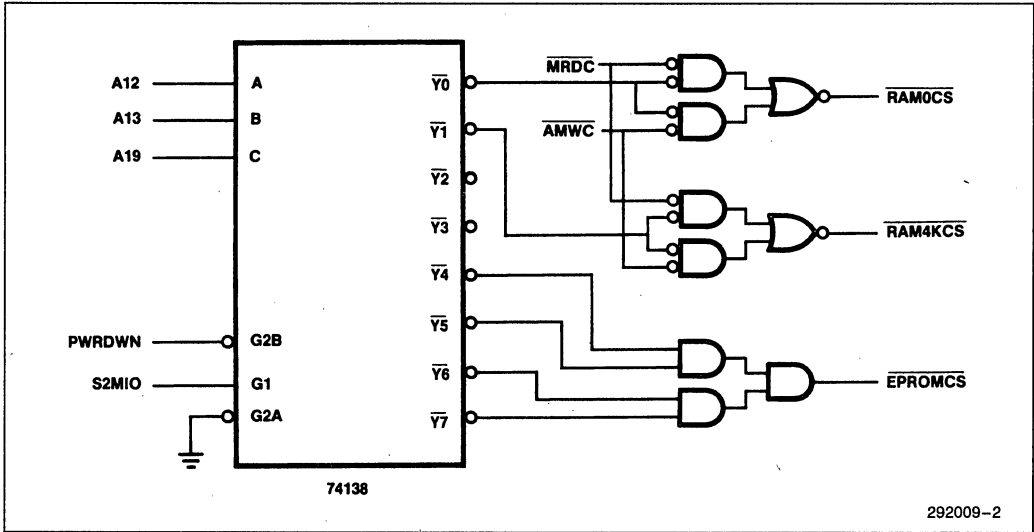 A12
A13
A19
PWRDWN
S2MIO
A
B
C
G2B
G1
G2A
Y0
Y1
Y2
Y3
Y4
Y5
Y6
Y7
74138
MRDC
AMWC
RAM0CS
RAM4KCS
EPROMCS
292009-2